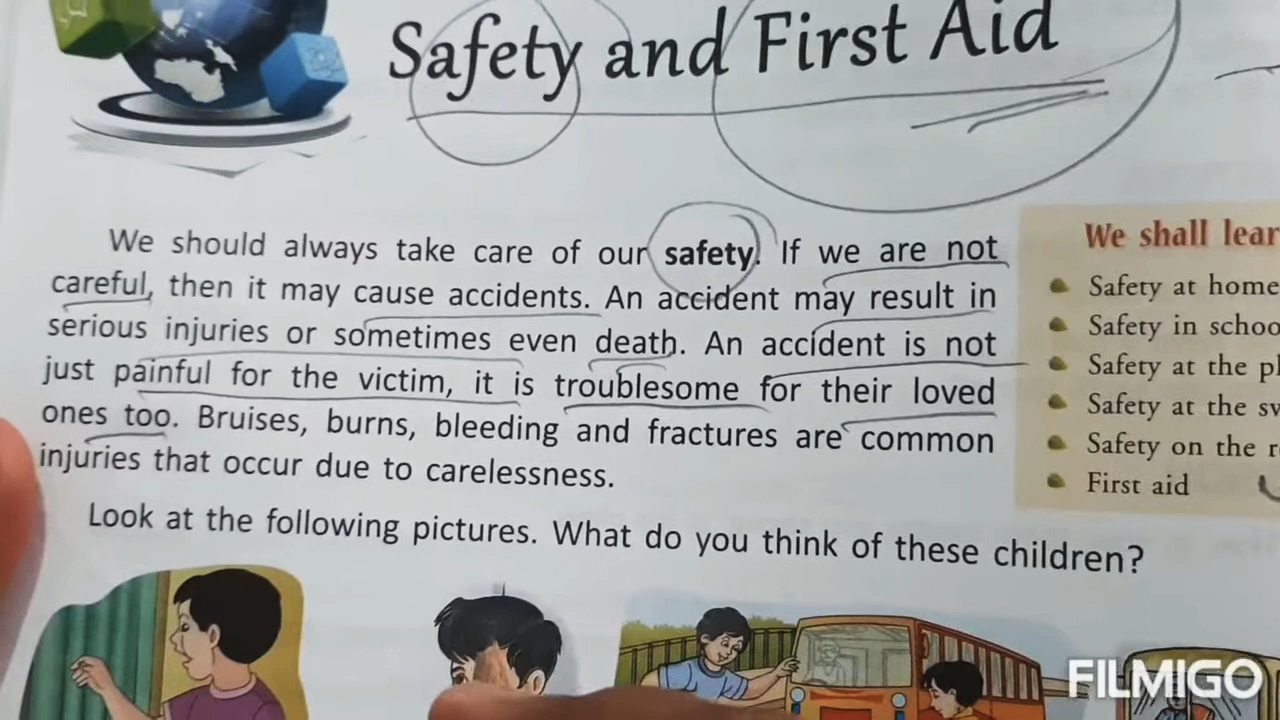 Safety and First Aid
We should always take care of our safety. If we are not
careful, then it may cause accidents. An accident may result in
serious injuries or sometimes even death. An accident is not
just painful for the victim, it is troublesome for their loved
ones too. Bruises, burns, bleeding and fractures are common
injuries that occur due to carelessness.
Look at the following pictures. What do you think of these children?
We shall
Safety at home
Safety in
Safety at the
Safety at the
Safety on the
First aid
FILMIGO